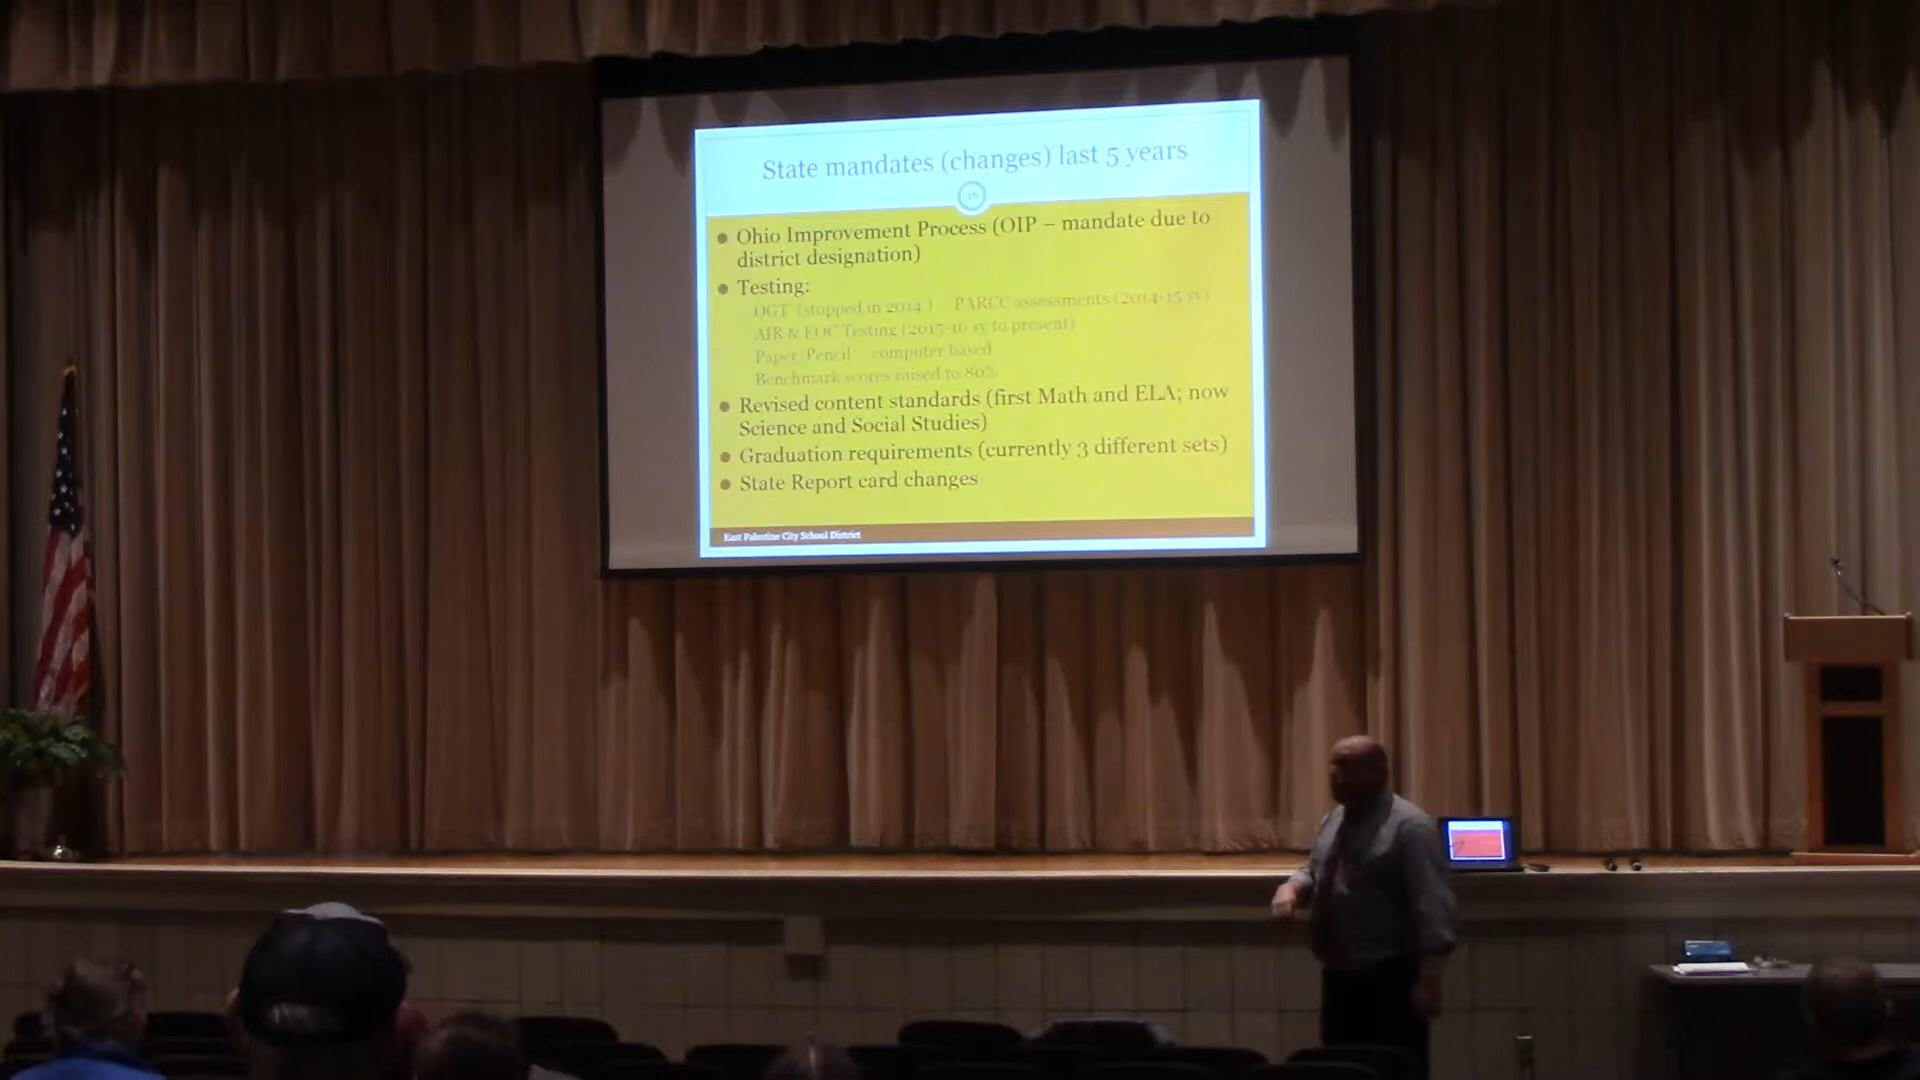 State mandates (changes) last 5 years
16
Ohio Improvement Process (OIP – mandate due to
district designation)
Testing:
OGT (stopped in 2014 ) PARCC assessments (2014-15 sy)
AIR & EOC Testing (2015-16 sy to present)
Paper/Pencil computer based
Benchmark scores raised to 80%
Revised content standards (first Math and ELA; now
Science and Social Studies)
Graduation requirements (currently 3 different sets)
State Report card changes
East Palestine City School District